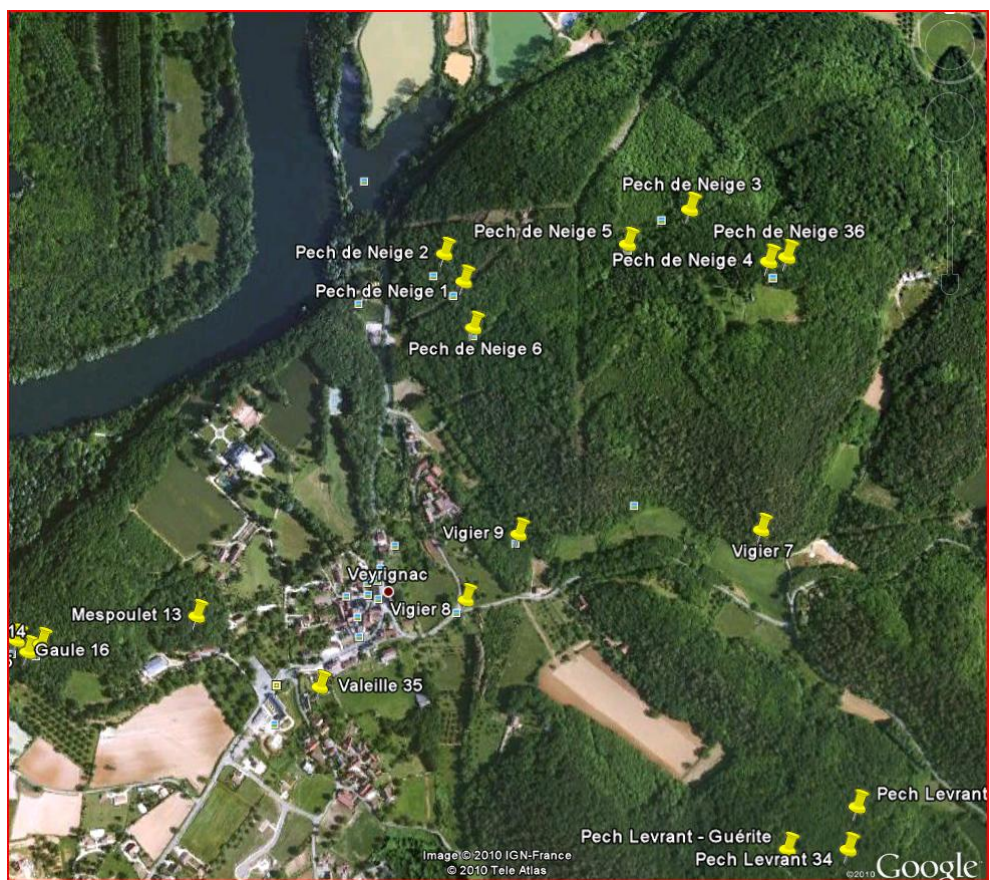 Pech de Neige 3
Pech de Neige 5
Pech de Neige 36
Pech de Neige 2
Pech de Neige 4
Pech de Neige 1
Pech de Neige 6
Vigier 9
Vigier 7
Veyrignac
Vigier 8
Mespoulet 13
14
Gaule 16
Valeille 35
Pech Levrant
Pech Levrant - Guérite
Pech Levrant 34
Image © 2010 IGN-France
© 2010 Tele Atlas
©2010 Google